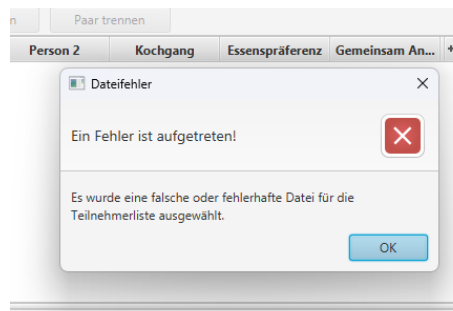 n
Paar trennen
Person 2 Kochgang Essenspräferenz Gemeinsam An... +
Dateifehler
Ein Fehler ist aufgetreten!
Es wurde eine falsche oder fehlerhafte Datei für die
Teilnehmerliste ausgewählt.
OK